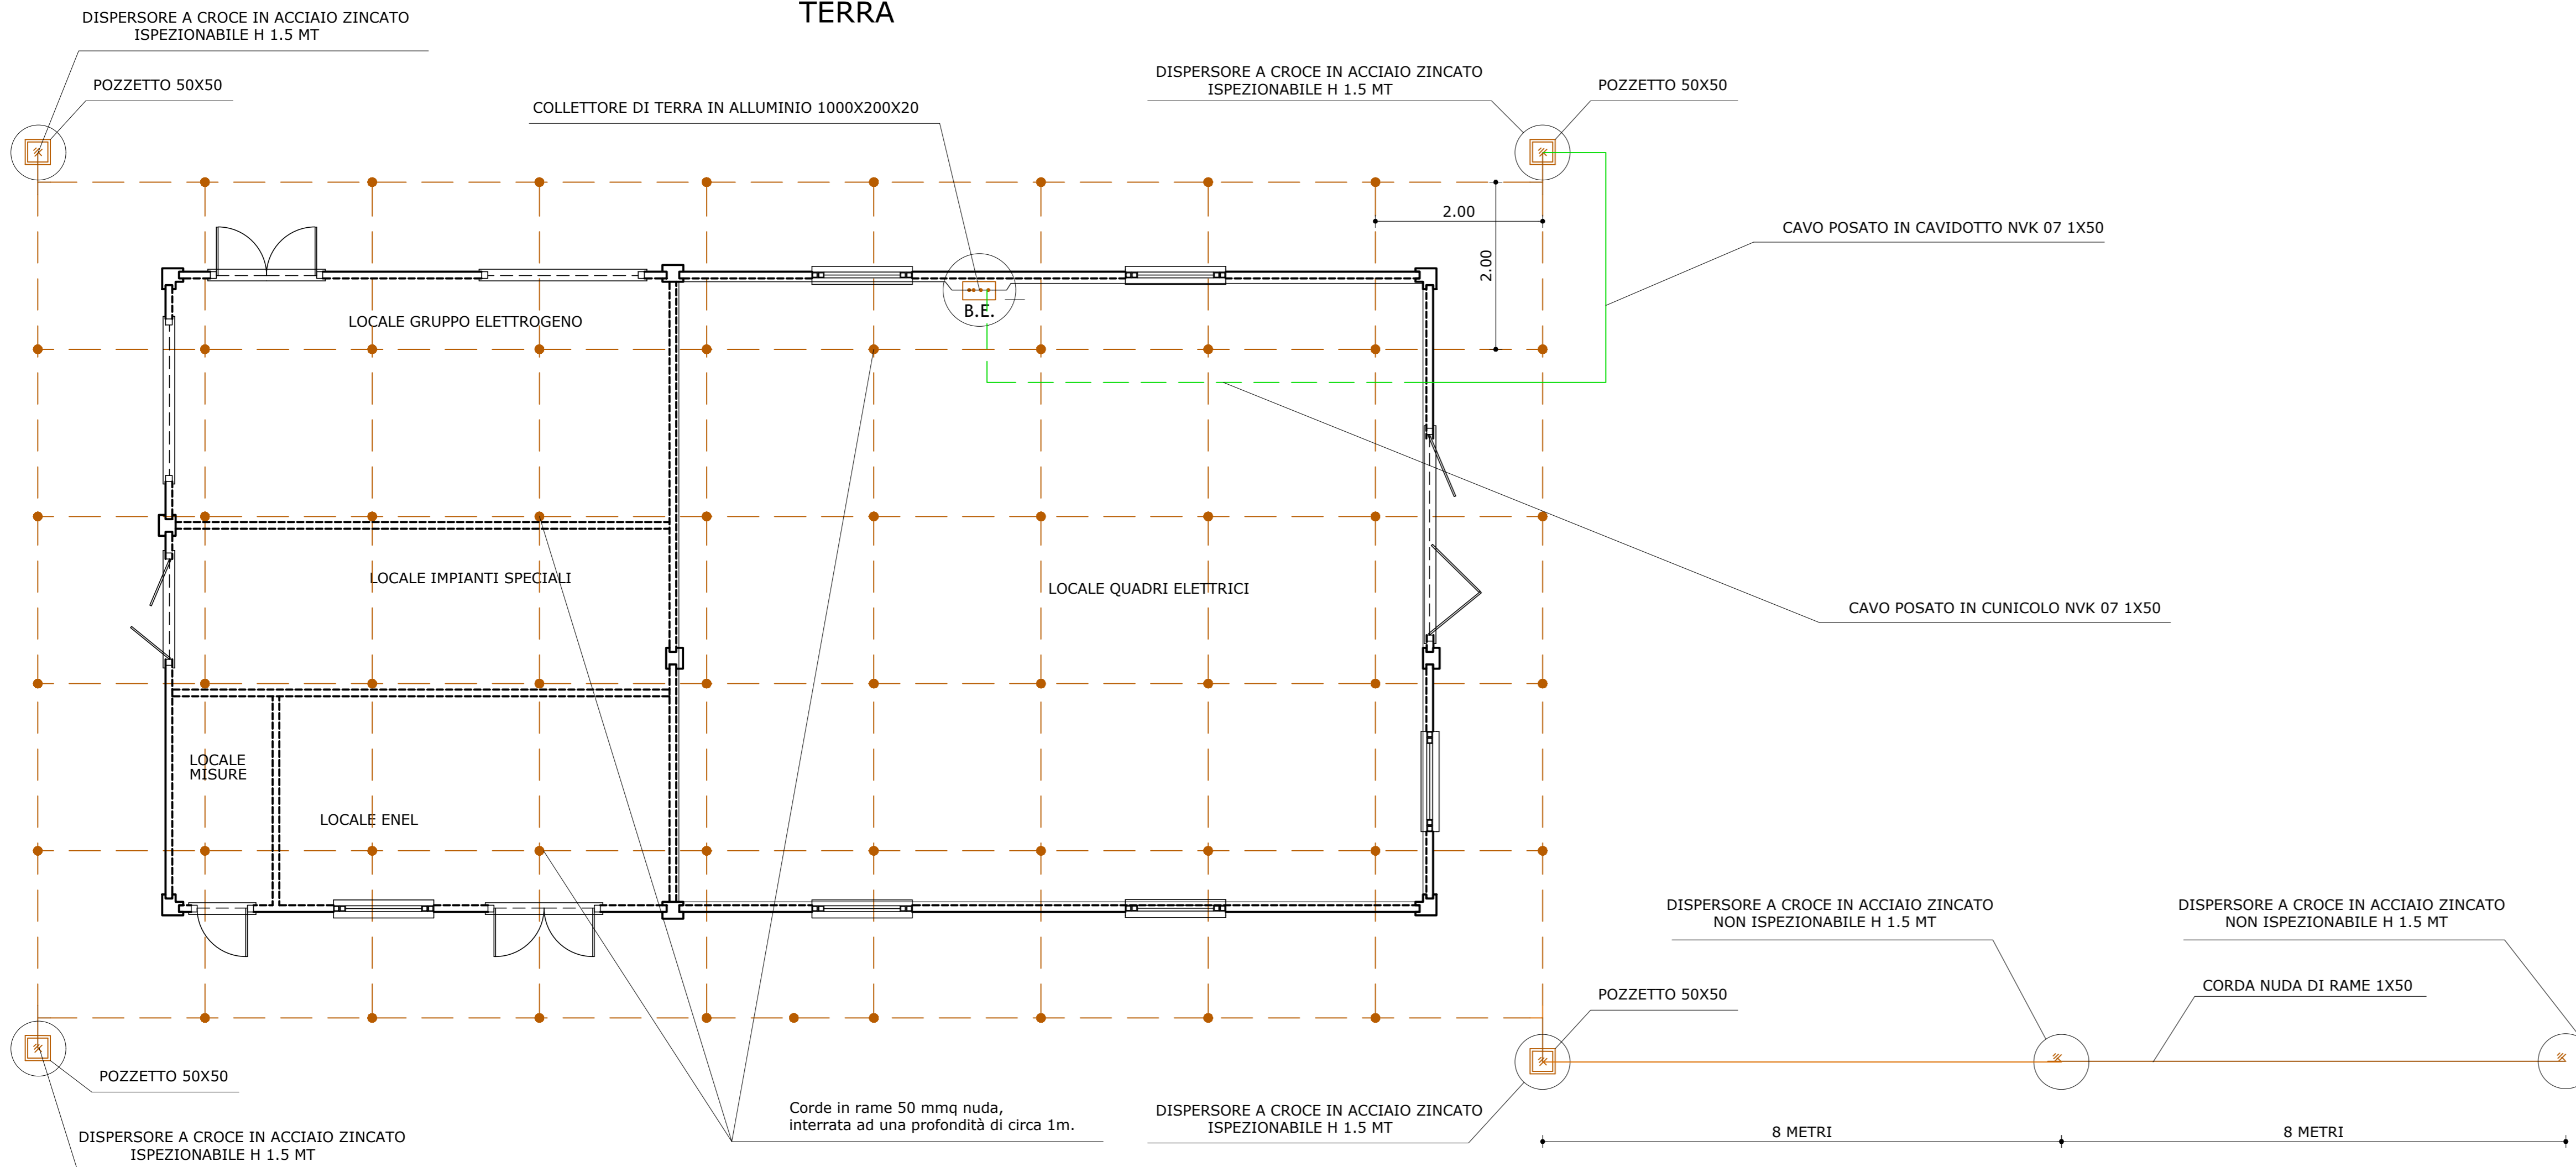 TERRA
DISPERSORE A CROCE IN ACCIAIO ZINCATO
ISPEZIONABILE H 1.5 MT
POZZETTO 50X50
COLLETTORE DI TERRA IN ALLUMINIO 1000X200X20
DISPERSORE A CROCE IN ACCIAIO ZINCATO
ISPEZIONABILE H 1.5 MT
POZZETTO 50X50
2.00
2.00
CAVO POSATO IN CAVIDOTTO NVK 07 1X50
B.E.
LOCALE GRUPPO ELETTROGENO
LOCALE IMPIANTI SPECIALI
LOCALE QUADRI ELETTRICI
CAVO POSATO IN CUNICOLO NVK 07 1X50
LOCALE
MISURE
LOCALE ENEL
DISPERSORE A CROCE IN ACCIAIO ZINCATO
NON ISPEZIONABILE H 1.5 MT
DISPERSORE A CROCE IN ACCIAIO ZINCATO
NON ISPEZIONABILE H 1.5 MT
POZZETTO 50X50
CORDA NUDA DI RAME 1X50
POZZETTO 50X50
Corde in rame 50 mmq nuda,
interrata ad una profondità di circa 1m.
DISPERSORE A CROCE IN ACCIAIO ZINCATO
ISPEZIONABILE H 1.5 MT
8 METRI
8 METRI
DISPERSORE A CROCE IN ACCIAIO ZINCATO
ISPEZIONABILE H 1.5 MT